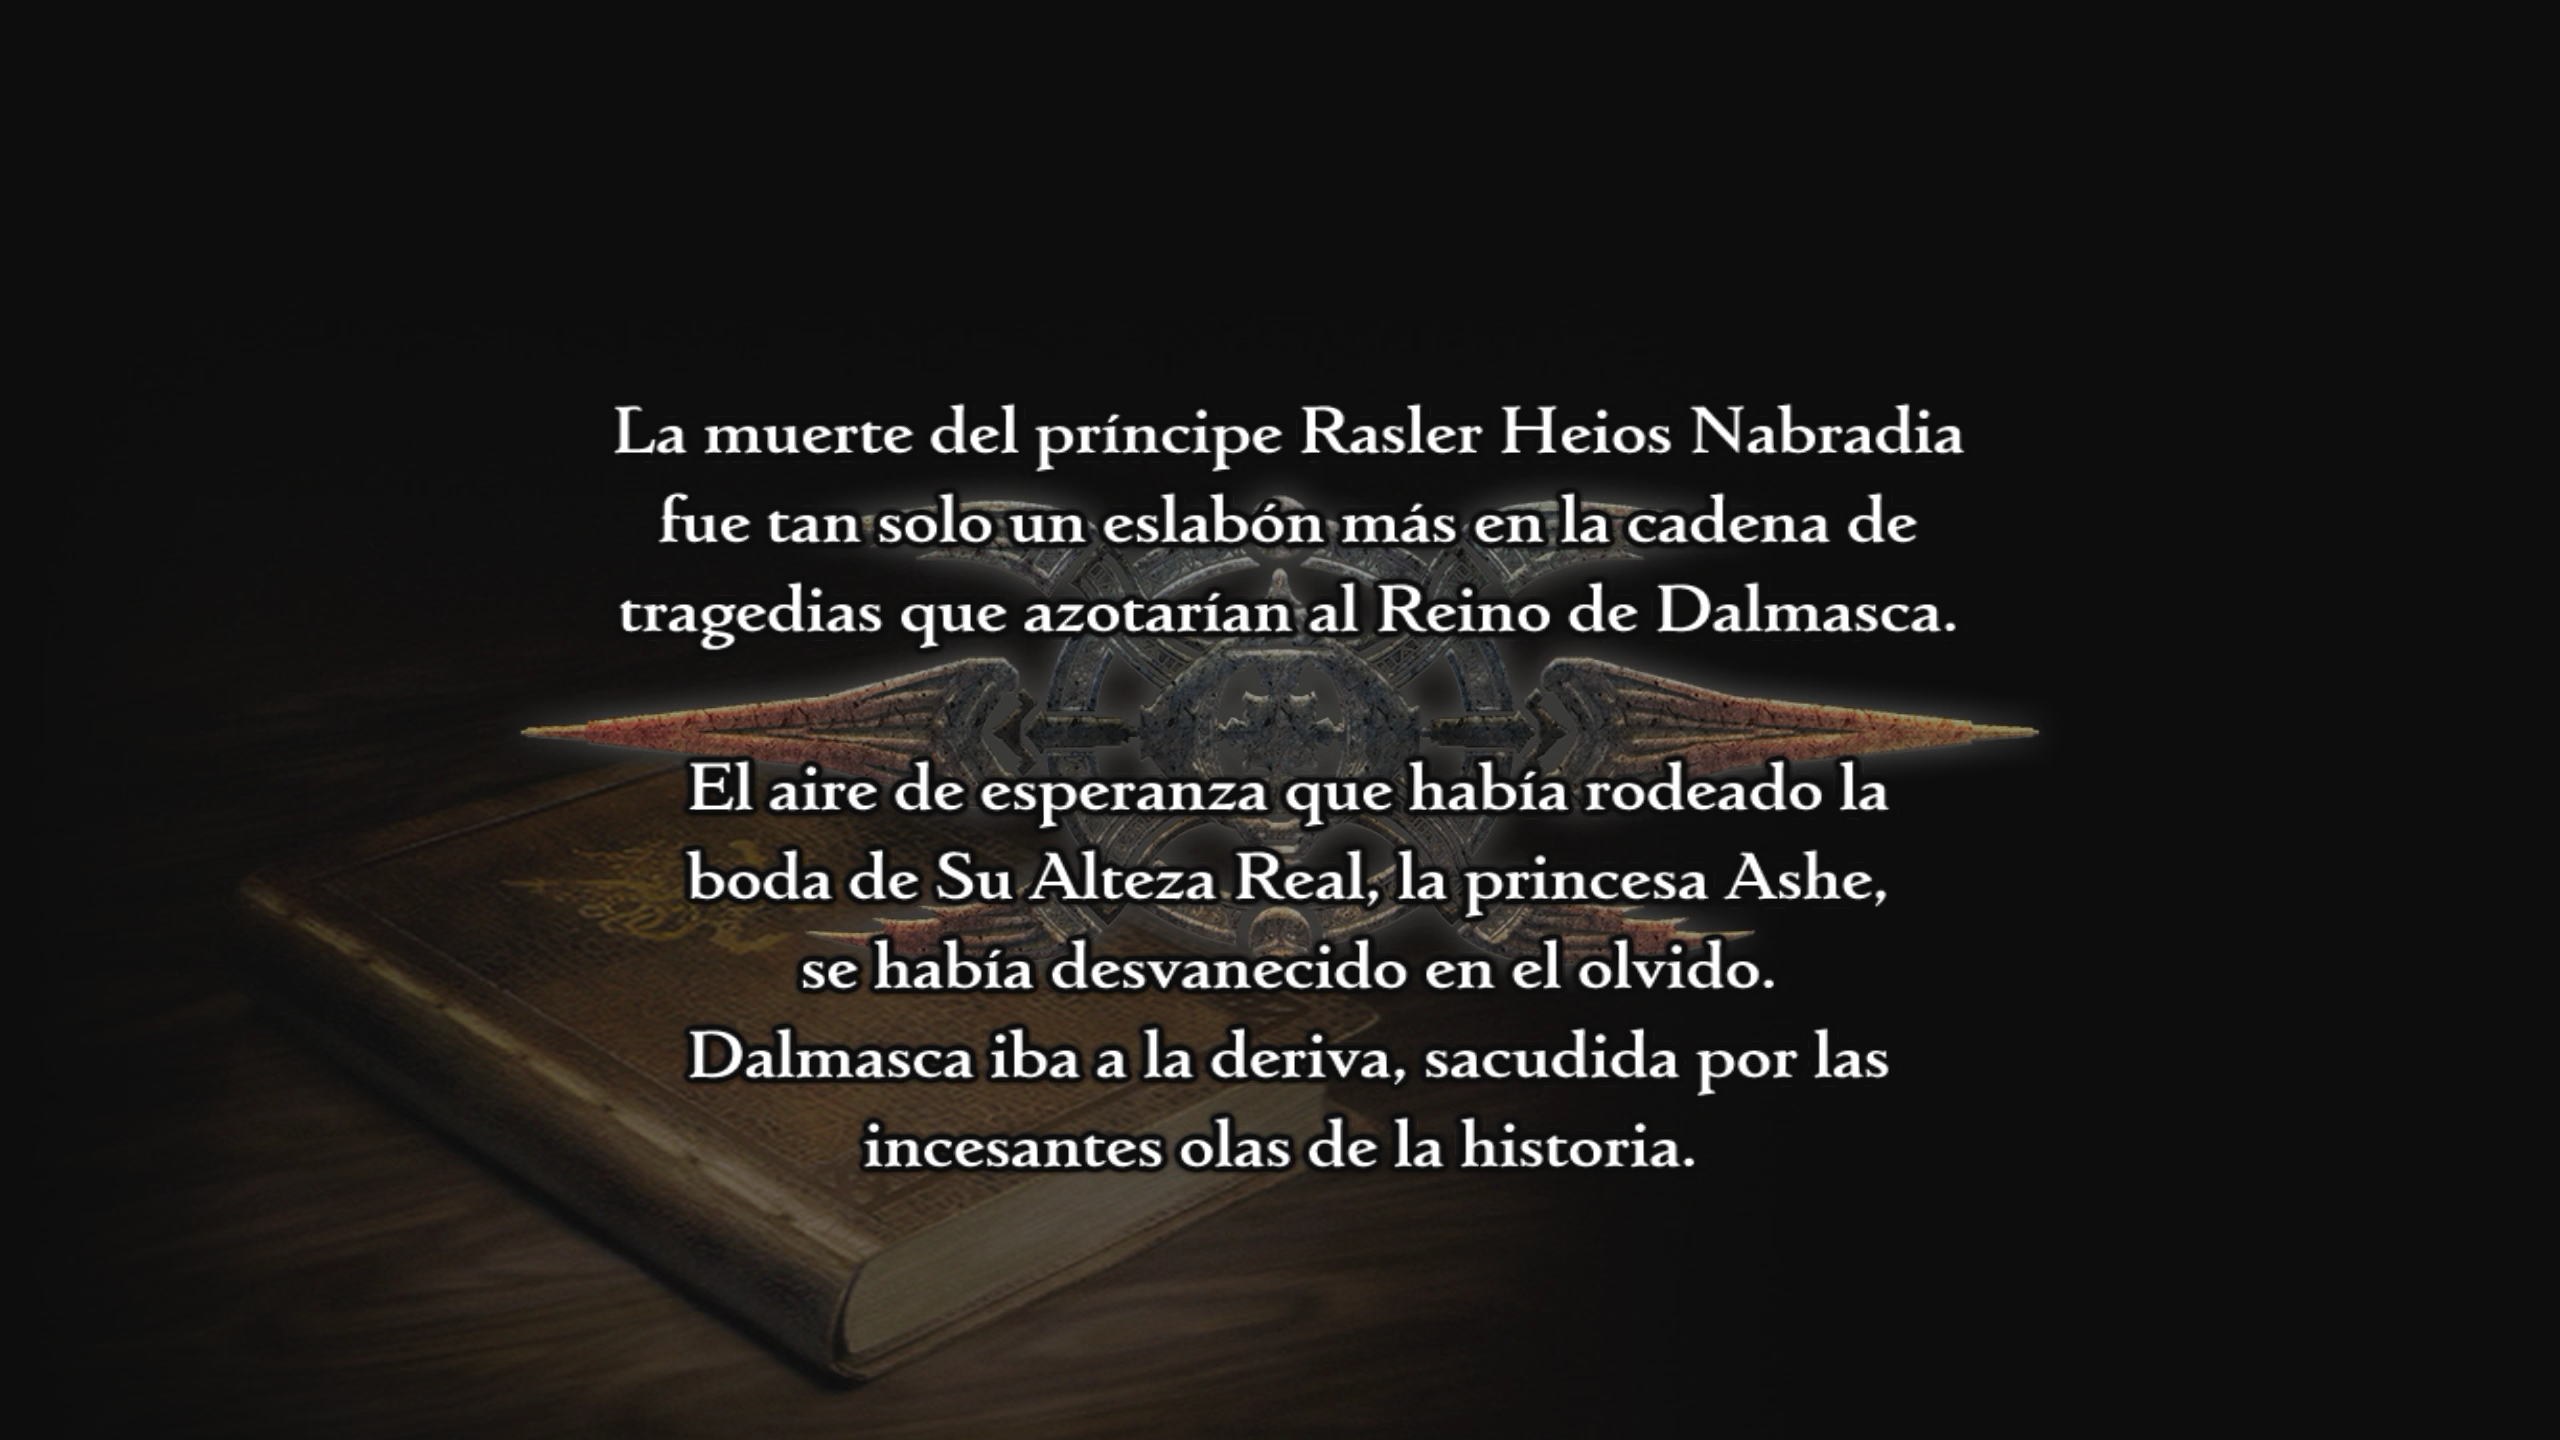 La muerte del príncipe Rasler Heios Nabradia
fue tan solo un eslabón más en la cadena de
tragedias que azotarían al Reino de Dalmasca.
El aire de esperanza que había rodeado la
boda de Su Alteza Real, la princesa Ashe,
se había desvanecido en el olvido.
Dalmasca iba a la deriva, sacudida por las
incesantes olas de la historia.